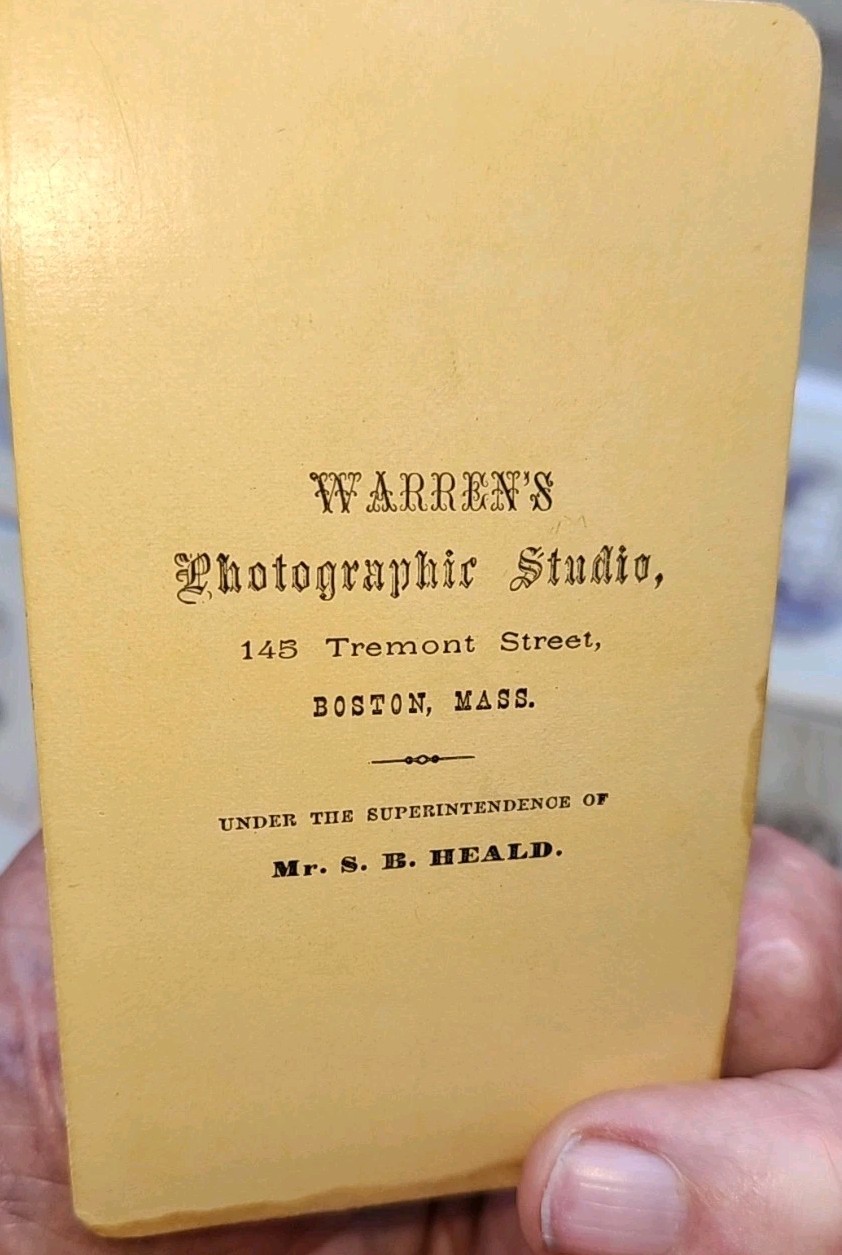 WARREN'S
Photographic Studio,
145 Tremont Street,
BOSTON, MASS.
UNDER THE SUPERINTENDENCE OF
Mr. S. B. HEALD.